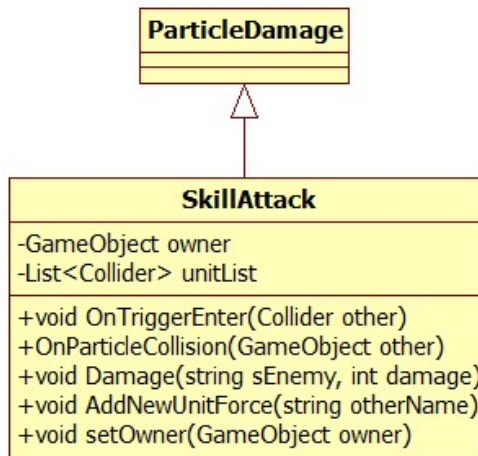 ParticleDamage
SkillAttack
-GameObject owner
-List<Collider> unitList
+void OnTriggerEnter(Collider other)
+OnParticleCollision(GameObject other)
+void Damage(string sEnemy, int damage)
+void AddNewUnitForce(string otherName)
+void setOwner(GameObject owner)